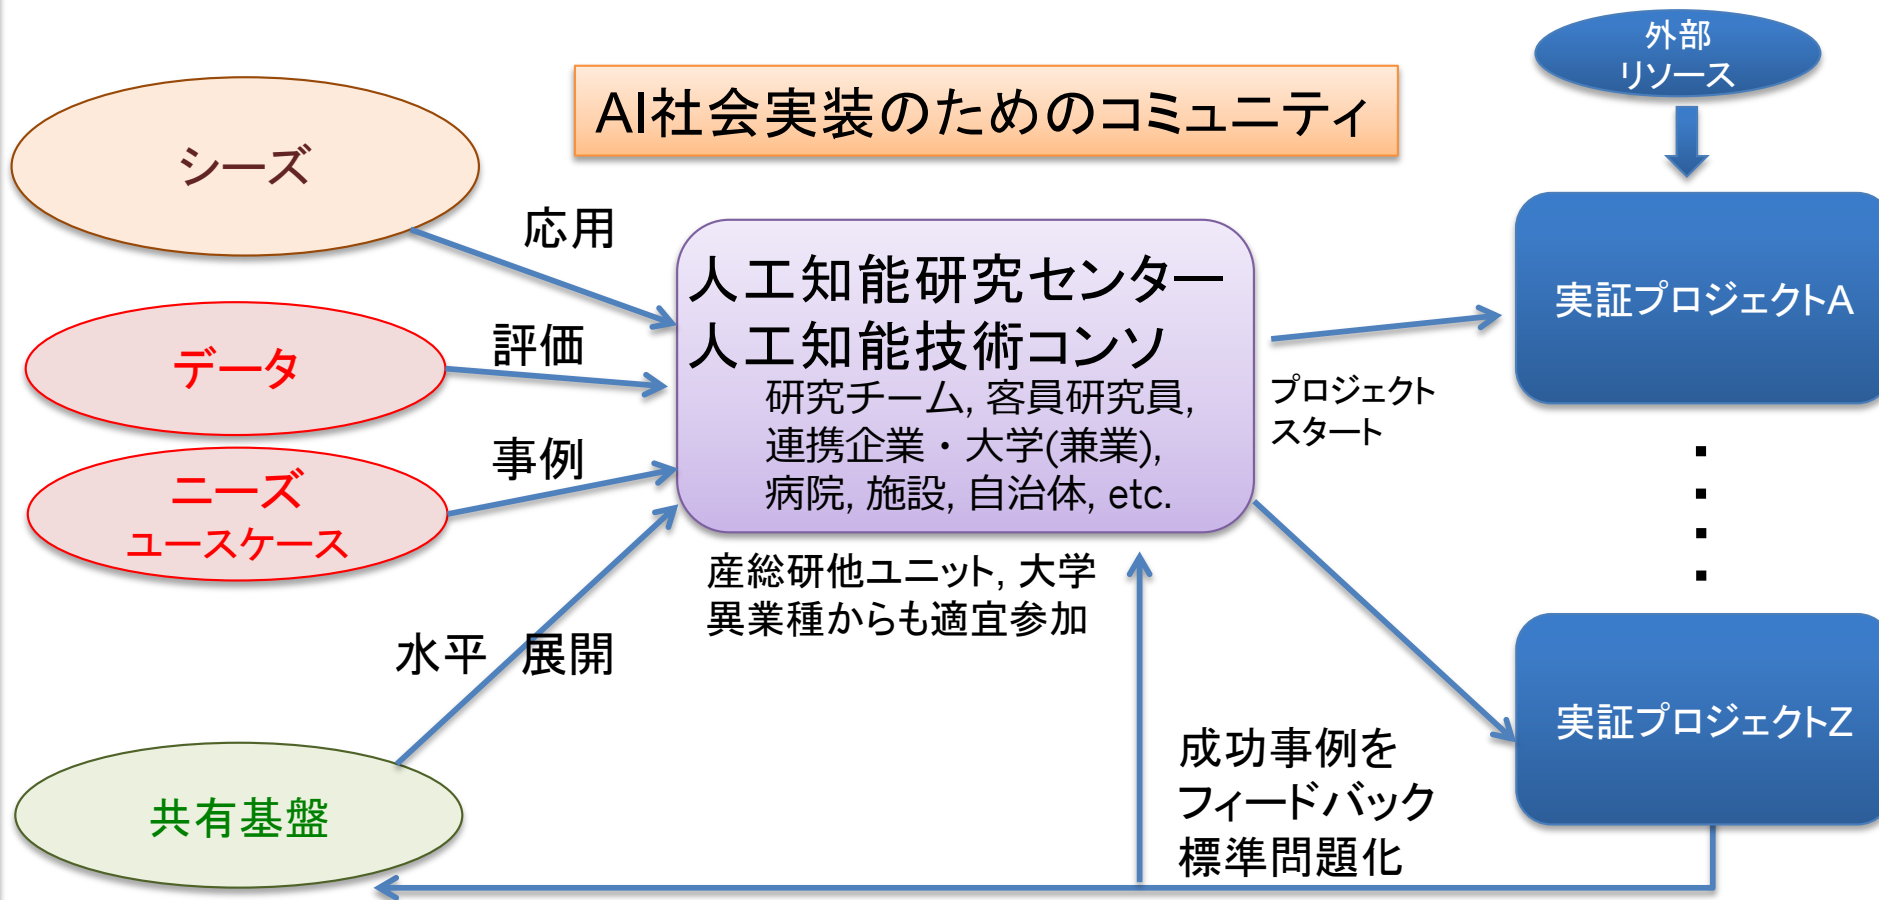 外部
リソース
AI社会実装のためのコミュニティ
シーズ
応用
人工知能研究センター
人工知能技術コンソ
研究チーム, 客員研究員,
連携企業・大学(兼業),
病院, 施設, 自治体, etc.
実証プロジェクトA
評価
データ
プロジェクト
スタート
事例
ニーズ
ユースケース
産総研他ユニット, 大学
異業種からも適宜参加
水平 展開
実証プロジェクトZ
成功事例を
フィードバック
標準問題化
共有基盤